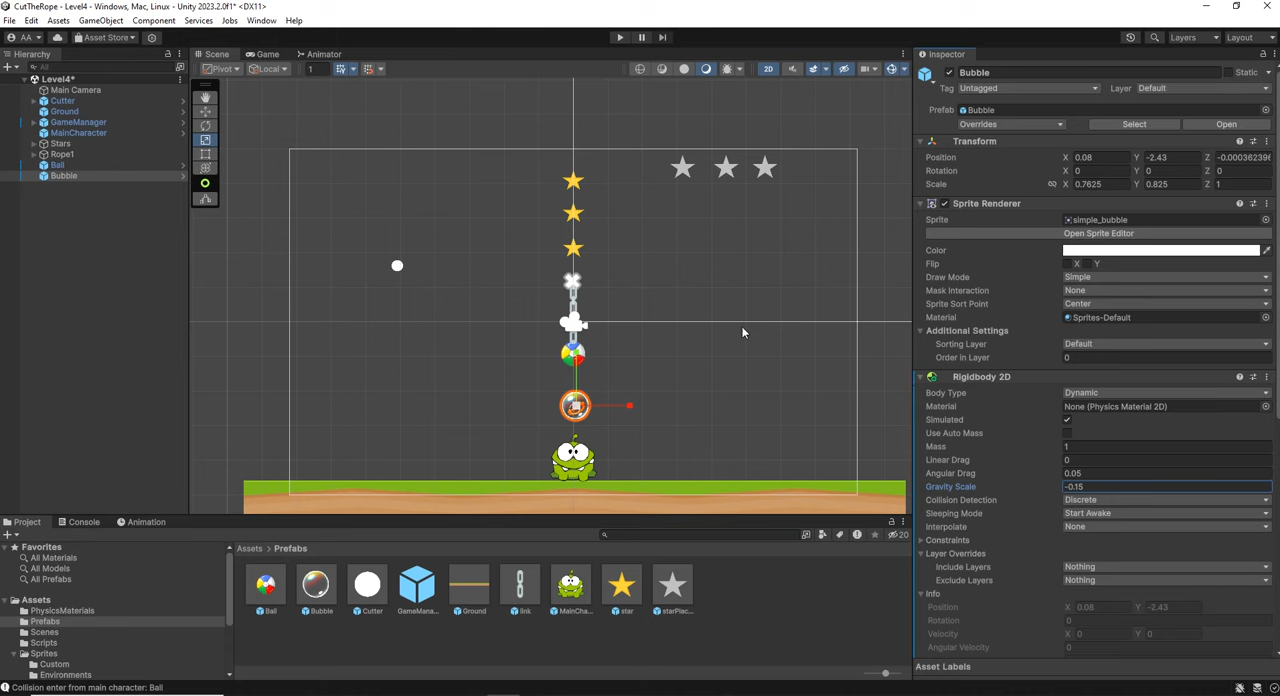 CutTheRope - Level4 - Windows, Mac, Linux - Unity 2023.2.0f1* <DX11>
File Edit Assets GameObject Component Services Jobs Window Help
AA Asset Store Layers Layout
Hierarchy Scene Game Animator Inspector
All Pivot Local 1 2D
Level4*
Main Camera
Cutter
Ground
GameManager
MainCharacter
Stars
Rope1
Ball
Bubble
Bubble Static
Tag Untagged Layer Default
Prefab Bubble
Overrides Select Open
Transform
Position X 0.08 Y -2.43 Z -0.000362396
Rotation X 0 Y 0 Z 0
Scale X 0.7625 Y 0.825 Z 1
Sprite Renderer
Sprite simple_bubble
Open Sprite Editor
Color
Flip X Y
Draw Mode Simple
Mask Interaction None
Sprite Sort Point Center
Material Sprites-Default
Additional Settings
Sorting Layer Default
Order in Layer 0
Rigidbody 2D
Body Type Dynamic
Material None (Physics Material 2D)
Simulated
Use Auto Mass
Mass 1
Linear Drag 0
Angular Drag 0.05
Gravity Scale -0.15
Collision Detection Discrete
Sleeping Mode Start Awake
Interpolate None
Constraints
Layer Overrides
Include Layers Nothing
Exclude Layers Nothing
Info
Position X 0.08 Y -2.43
Rotation 0
Velocity X 0 Y 0
Angular Velocity 0
Asset Labels
Project Console Animation
20
Favorites
All Materials
All Models
All Prefabs
Assets
PhysicsMaterials
Prefabs
Scenes
Scripts
Sprites
Custom
Environments
Assets > Prefabs
Ball Bubble Cutter GameMana... Ground link MainCha... star starPlac...
Collision enter from main character: Ball